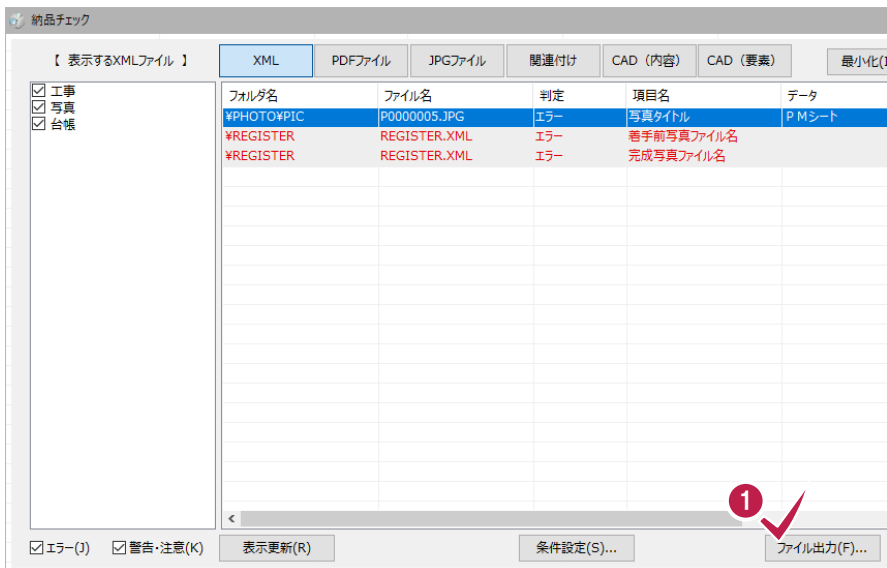 納品チェック
【 表示するXMLファイル 】
XML PDFファイル JPGファイル 関連付け CAD（内容） CAD（要素） 最小化(I
工事
写真
台帳
フォルダ名 ファイル名 判定 項目名 データ
¥PHOTO¥PIC P0000005.JPG エラー 写真タイトル ＰＭシート
¥REGISTER REGISTER.XML エラー 着手前写真ファイル名
¥REGISTER REGISTER.XML エラー 完成写真ファイル名
1
エラー(J) 警告・注意(K) 表示更新(R) 条件設定(S)... ファイル出力(F)...